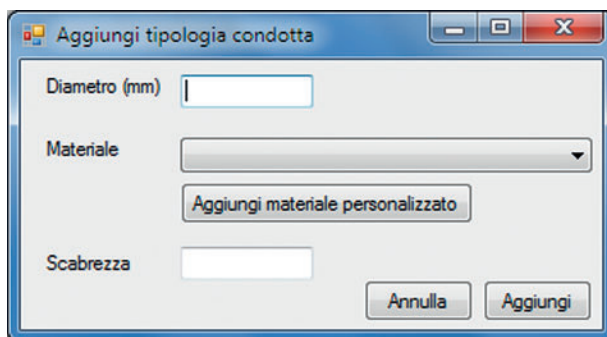 Aggiungi tipologia condotta
Diametro (mm)
Materiale
Aggiungi materiale personalizzato
Scabrezza
Annulla Aggiungi